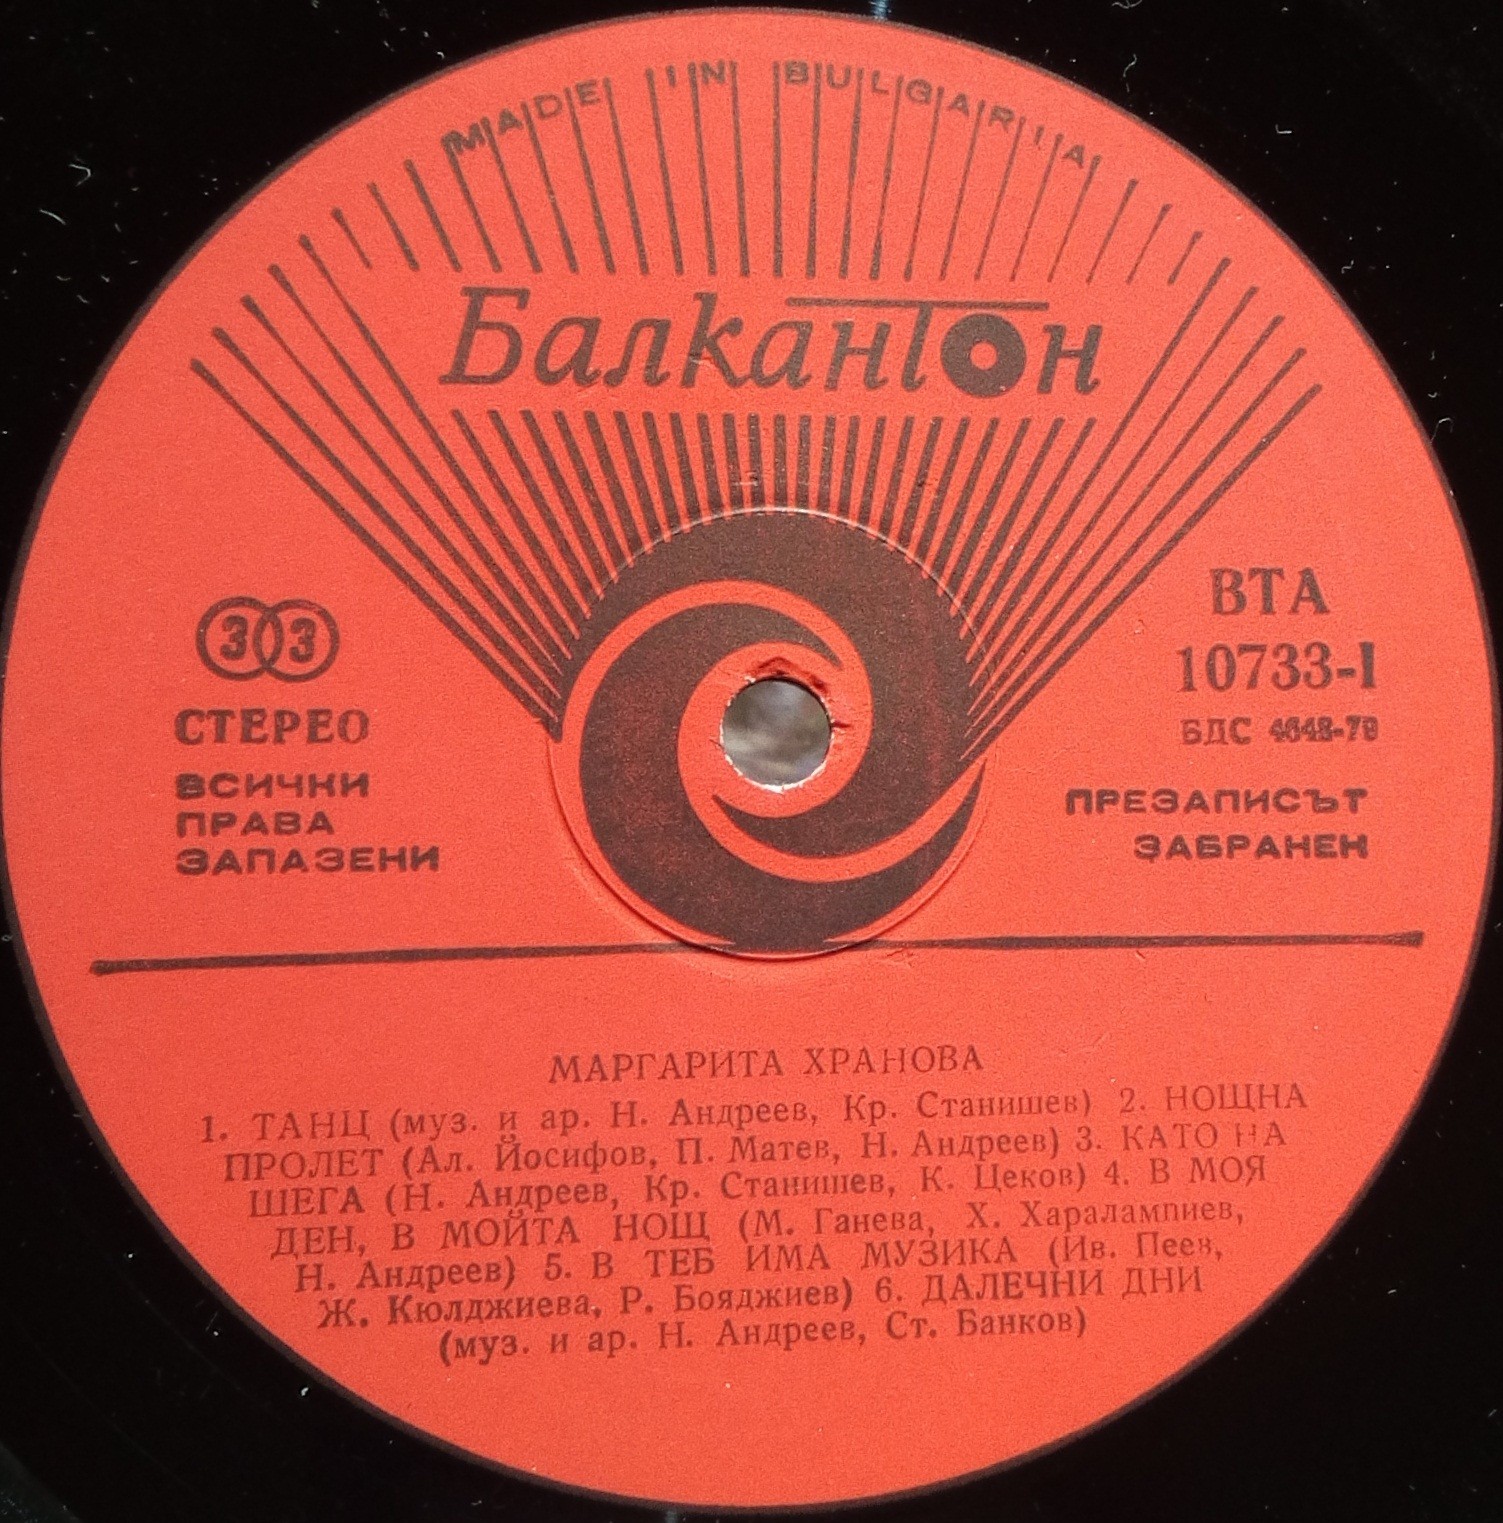 MADE IN BULGARIA
Балкантон
33
СТЕРЕО
ВСИЧКИ
ПРАВА
ЗАПАЗЕНИ
ВТА
10733-I
БДС 4648-78
ПРЕЗАПИСЪТ
ЗАБРАНЕН
МАРГАРИТА ХРАНОВА
1. ТАНЦ (муз. и ар. Н. Андреев, Кр. Станишев) 2. НОЩНА
ПРОЛЕТ (Ал. Йосифов, П. Матев, Н. Андреев) 3. КАТО НА
ШЕГА (Н. Андреев, Кр. Станишев, К. Цеков) 4. В МОЯ
ДЕН, В МОЙТА НОЩ (М. Ганева, Х. Харалампиев,
Н. Андреев) 5. В ТЕБ ИМА МУЗИКА (Ив. Пеев,
Ж. Кюлджиева, Р. Бояджиев) 6. ДАЛЕЧНИ ДНИ
(муз. и ар. Н. Андреев, Ст. Банков)